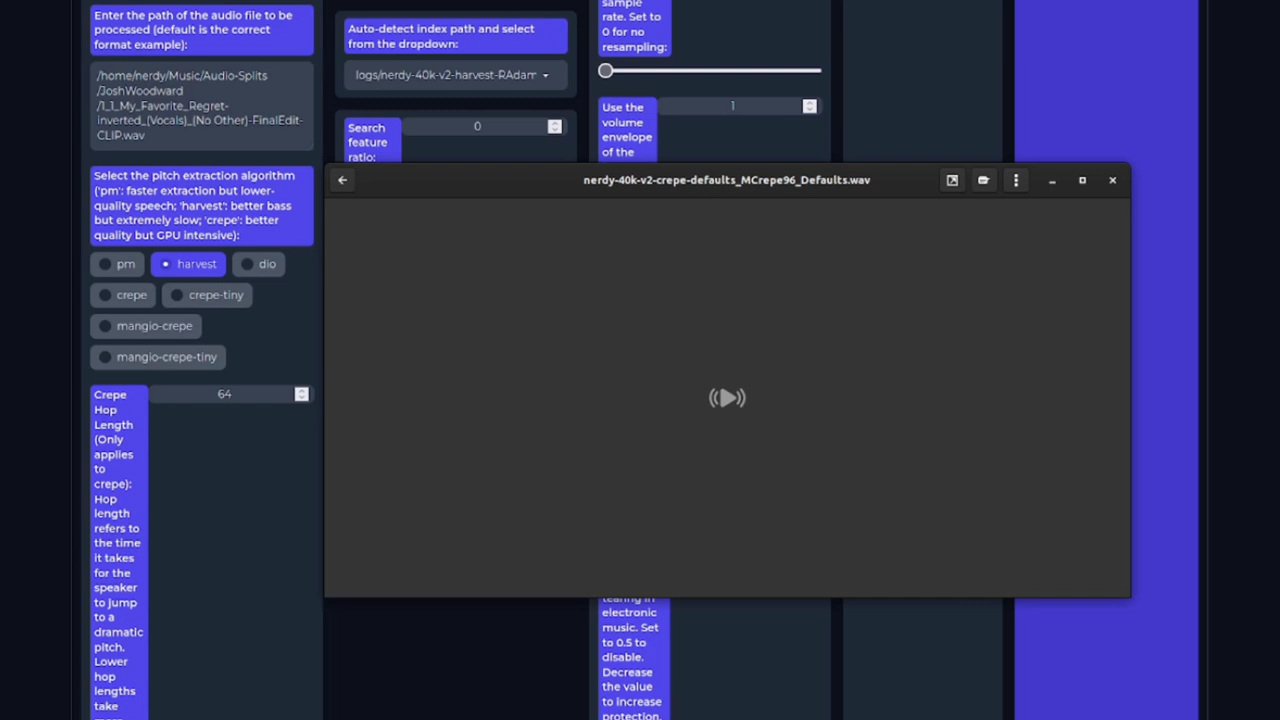 Enter the path of the audio file to be
processed (default is the correct
format example):
/home/nerdy/Music/Audio-Splits
/JoshWoodward
/1_1_My_Favorite_Regret-
inverted_(Vocals)_(No Other)-FinalEdit-
CLIP.wav
Select the pitch extraction algorithm
('pm': faster extraction but lower-
quality speech; 'harvest': better bass
but extremely slow; 'crepe': better
quality but GPU intensive):
pm
harvest
dio
crepe
crepe-tiny
mangio-crepe
mangio-crepe-tiny
Crepe
Hop
Length
(Only
applies
to
crepe):
Hop
length
refers to
the time
it takes
for the
speaker
to jump
to a
dramatic
pitch.
Lower
hop
lengths
take
64
Auto-detect index path and select
from the dropdown:
logs/nerdy-40k-v2-harvest-RAdam
Search
feature
ratio:
0
sample
rate. Set to
0 for no
resampling:
Use the
volume
envelope
of the
1
nerdy-40k-v2-crepe-defaults_MCrepe96_Defaults.wav
tearing in
electronic
music. Set
to 0.5 to
disable.
Decrease
the value
to increase
protection,